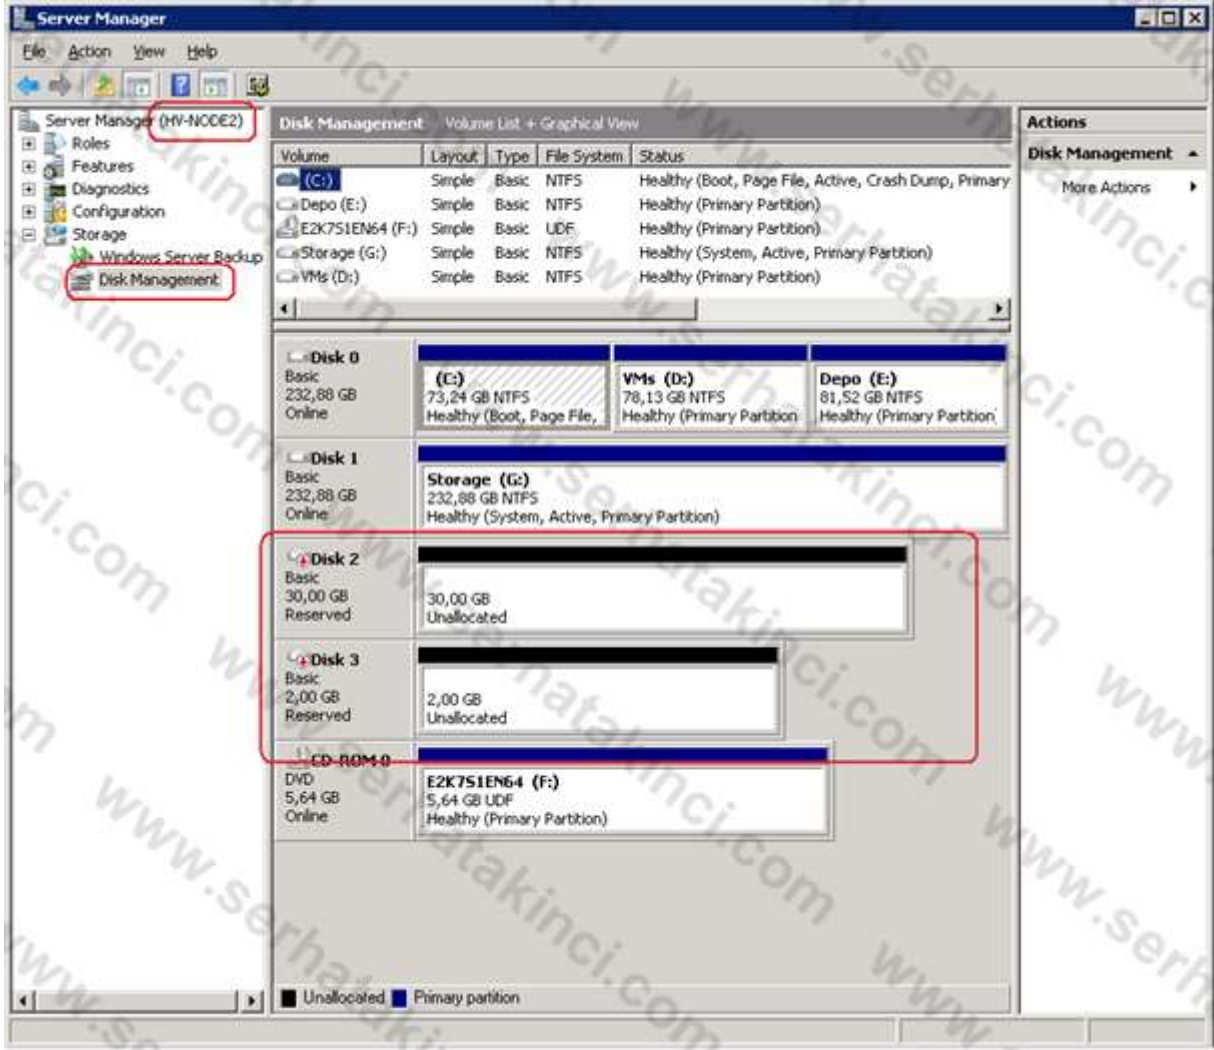 Server Manager
File Action View Help
Server Manager (HV-NODE2)
Roles
Features
Diagnostics
Configuration
Storage
Windows Server Backup
Disk Management
Disk Management Volume List + Graphical View
Volume Layout Type File System Status
(C:) Simple Basic NTFS Healthy (Boot, Page File, Active, Crash Dump, Primary
Depo (E:) Simple Basic NTFS Healthy (Primary Partition)
E2K7S1EN64 (F:) Simple Basic UDF Healthy (Primary Partition)
Storage (G:) Simple Basic NTFS Healthy (System, Active, Primary Partition)
VMs (D:) Simple Basic NTFS Healthy (Primary Partition)
Disk 0
Basic
232,88 GB
Online
(C:)
73,24 GB NTFS
Healthy (Boot, Page File,
VMs (D:)
78,13 GB NTFS
Healthy (Primary Partition
Depo (E:)
81,52 GB NTFS
Healthy (Primary Partition
Disk 1
Basic
232,88 GB
Online
Storage (G:)
232,88 GB NTFS
Healthy (System, Active, Primary Partition)
Disk 2
Basic
30,00 GB
Reserved
30,00 GB
Unallocated
Disk 3
Basic
2,00 GB
Reserved
2,00 GB
Unallocated
CD-ROM 0
DVD
5,64 GB
Online
E2K7S1EN64 (F:)
5,64 GB UDF
Healthy (Primary Partition)
Unallocated Primary partition
Actions
Disk Management
More Actions
www.serhatakinci.com